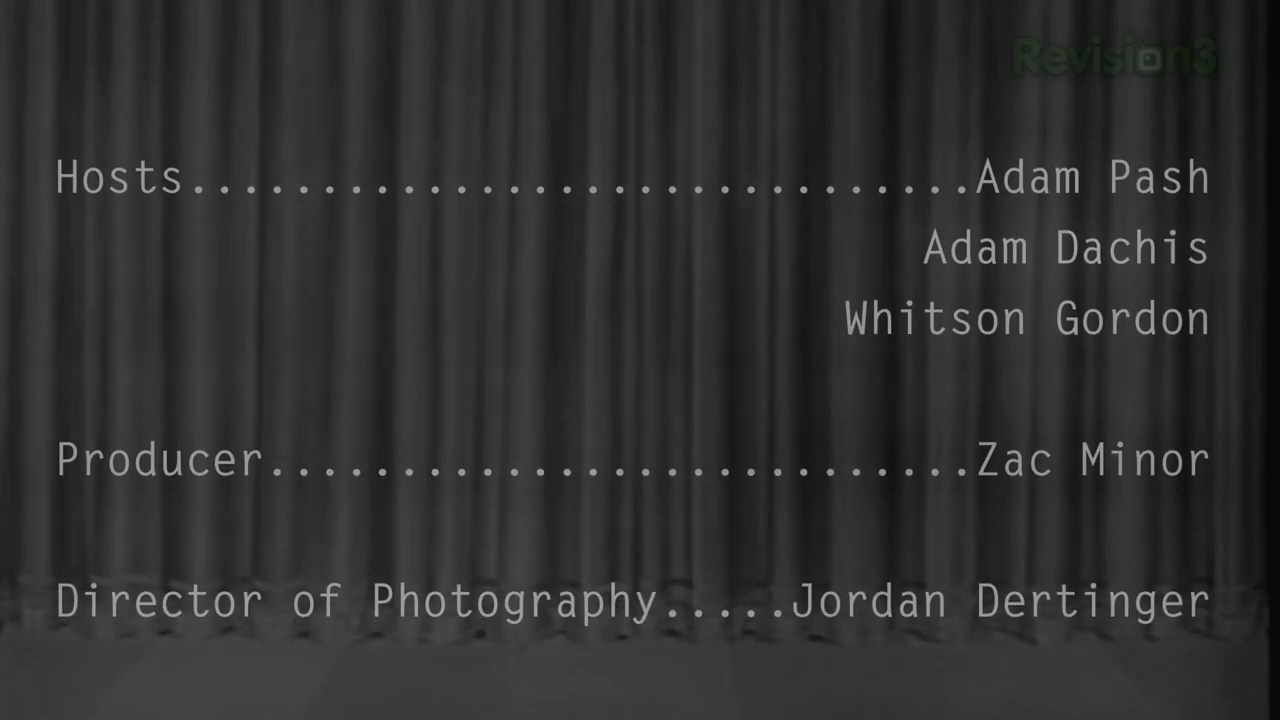 Revision3
Hosts..............................Adam Pash
Adam Dachis
Whitson Gordon
Producer...........................Zac Minor
Director of Photography.....Jordan Dertinger